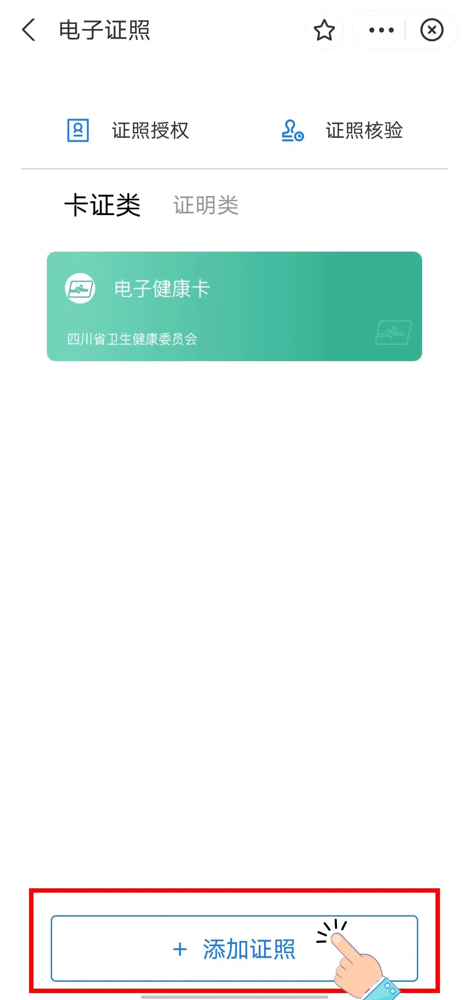 电子证照
证照授权 证照核验
卡证类 证明类
电子健康卡
四川省卫生健康委员会
+ 添加证照